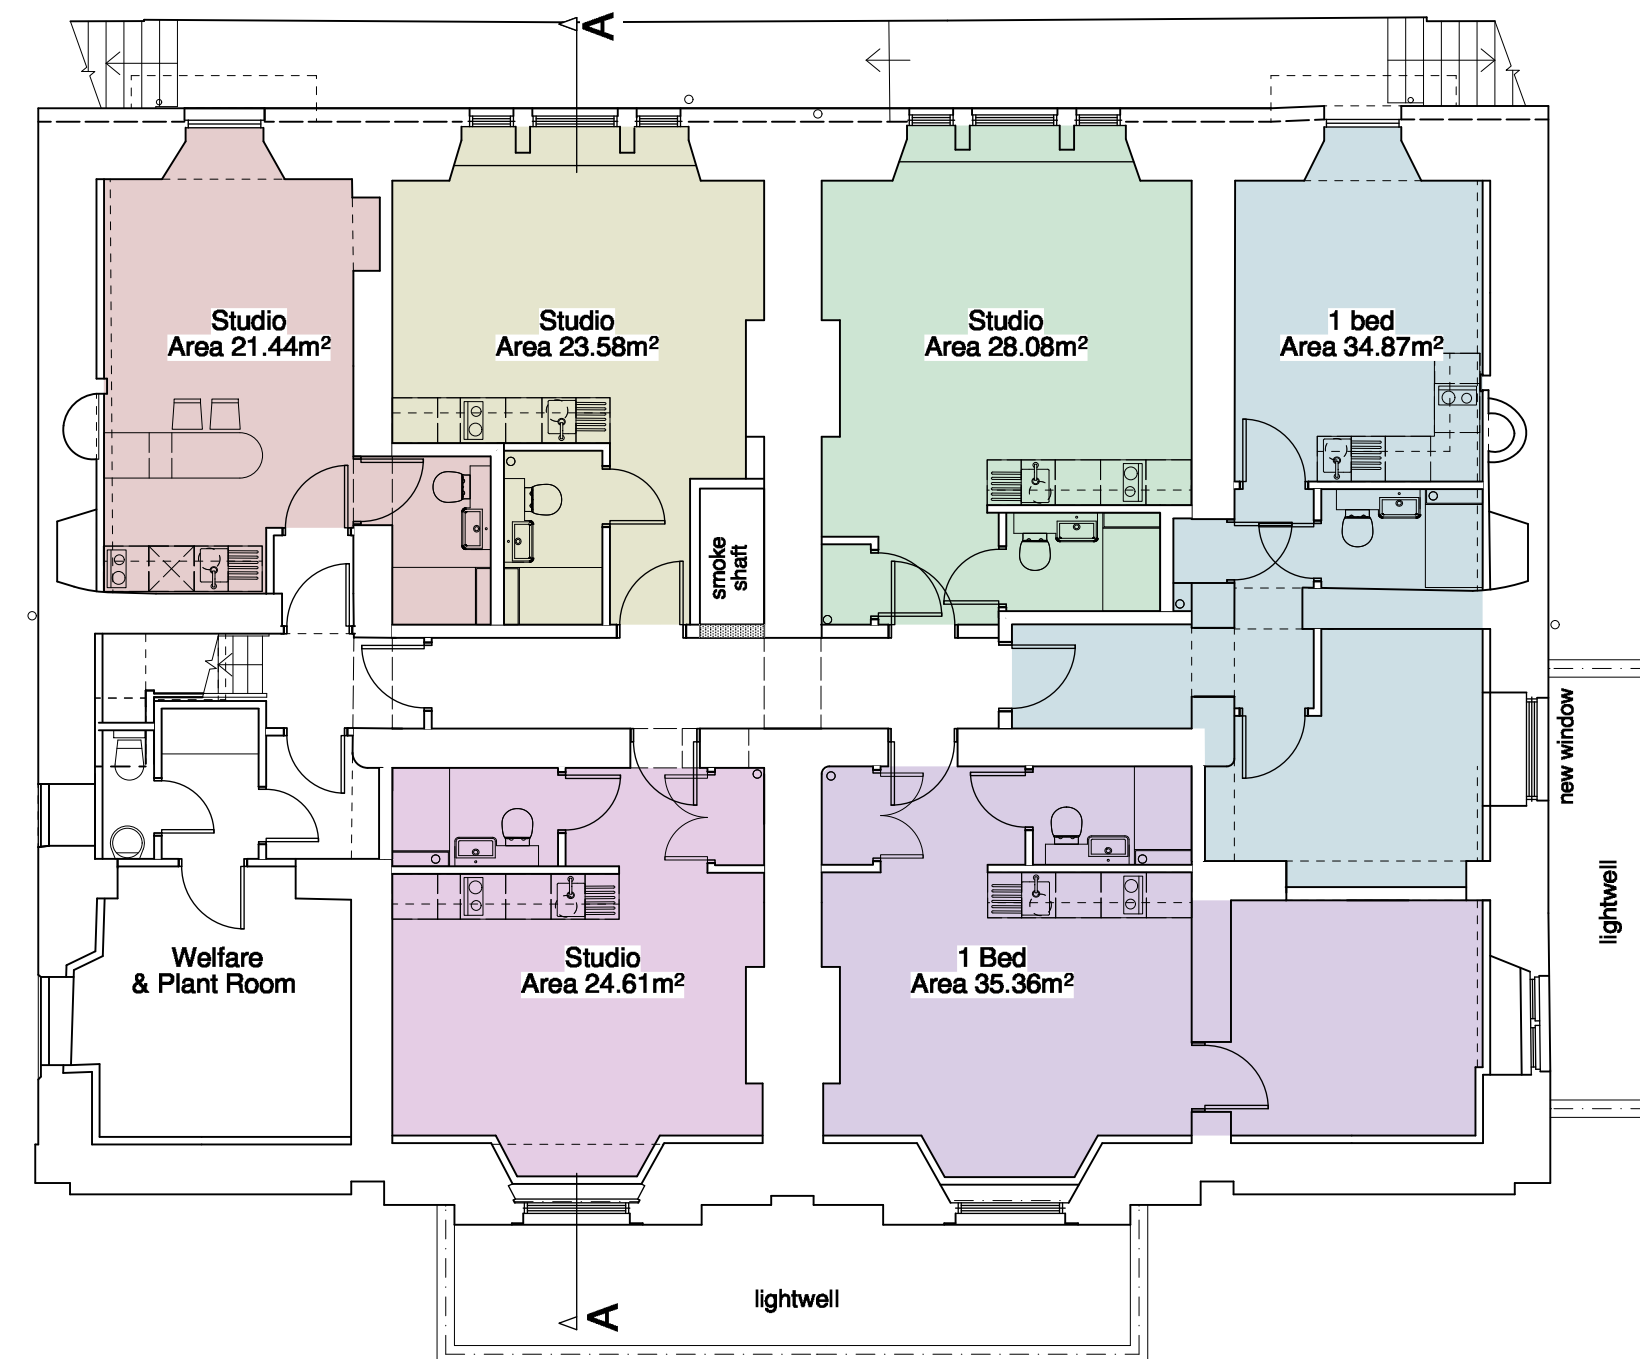 A
Studio
Area 21.44m²
Studio
Area 23.58m²
Studio
Area 28.08m²
1 bed
Area 34.87m²
smoke
shaft
new window
lightwell
Welfare
& Plant Room
Studio
Area 24.61m²
1 Bed
Area 35.36m²
lightwell
A